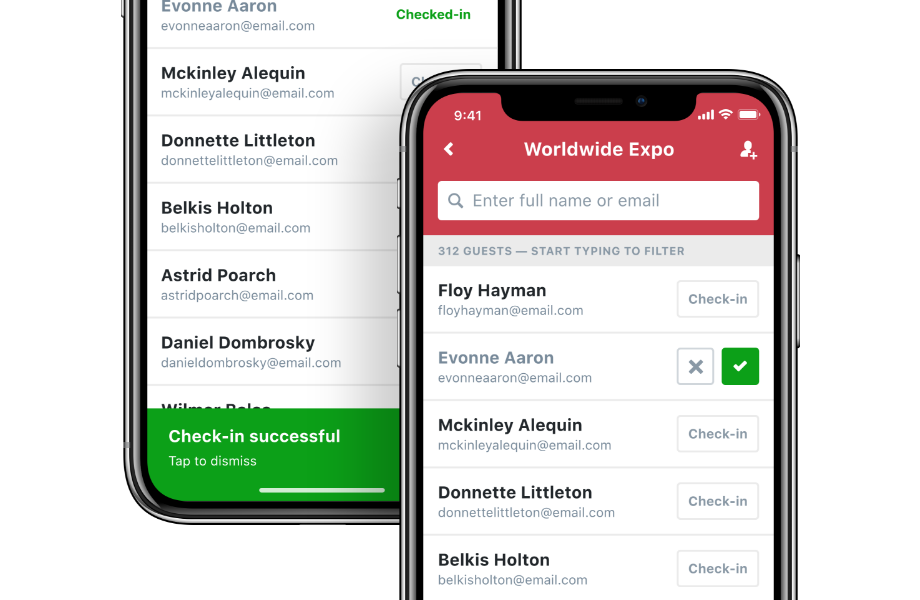 Evonne Aaron
evonneaaron@email.com
Checked-in
Mckinley Alequin
mckinleyalequin@email.com
Donnette Littleton
donnettelittleton@email.com
Belkis Holton
belkisholton@email.com
Astrid Poarch
astridpoarch@email.com
Daniel Dombrosky
danieldombrosky@email.com
Check-in successful
Tap to dismiss
9:41
Worldwide Expo
Enter full name or email
312 GUESTS — START TYPING TO FILTER
Floy Hayman
floyhayman@email.com
Check-in
Evonne Aaron
evonneaaron@email.com
Mckinley Alequin
mckinleyalequin@email.com
Check-in
Donnette Littleton
donnettelittleton@email.com
Check-in
Belkis Holton
belkisholton@email.com
Check-in